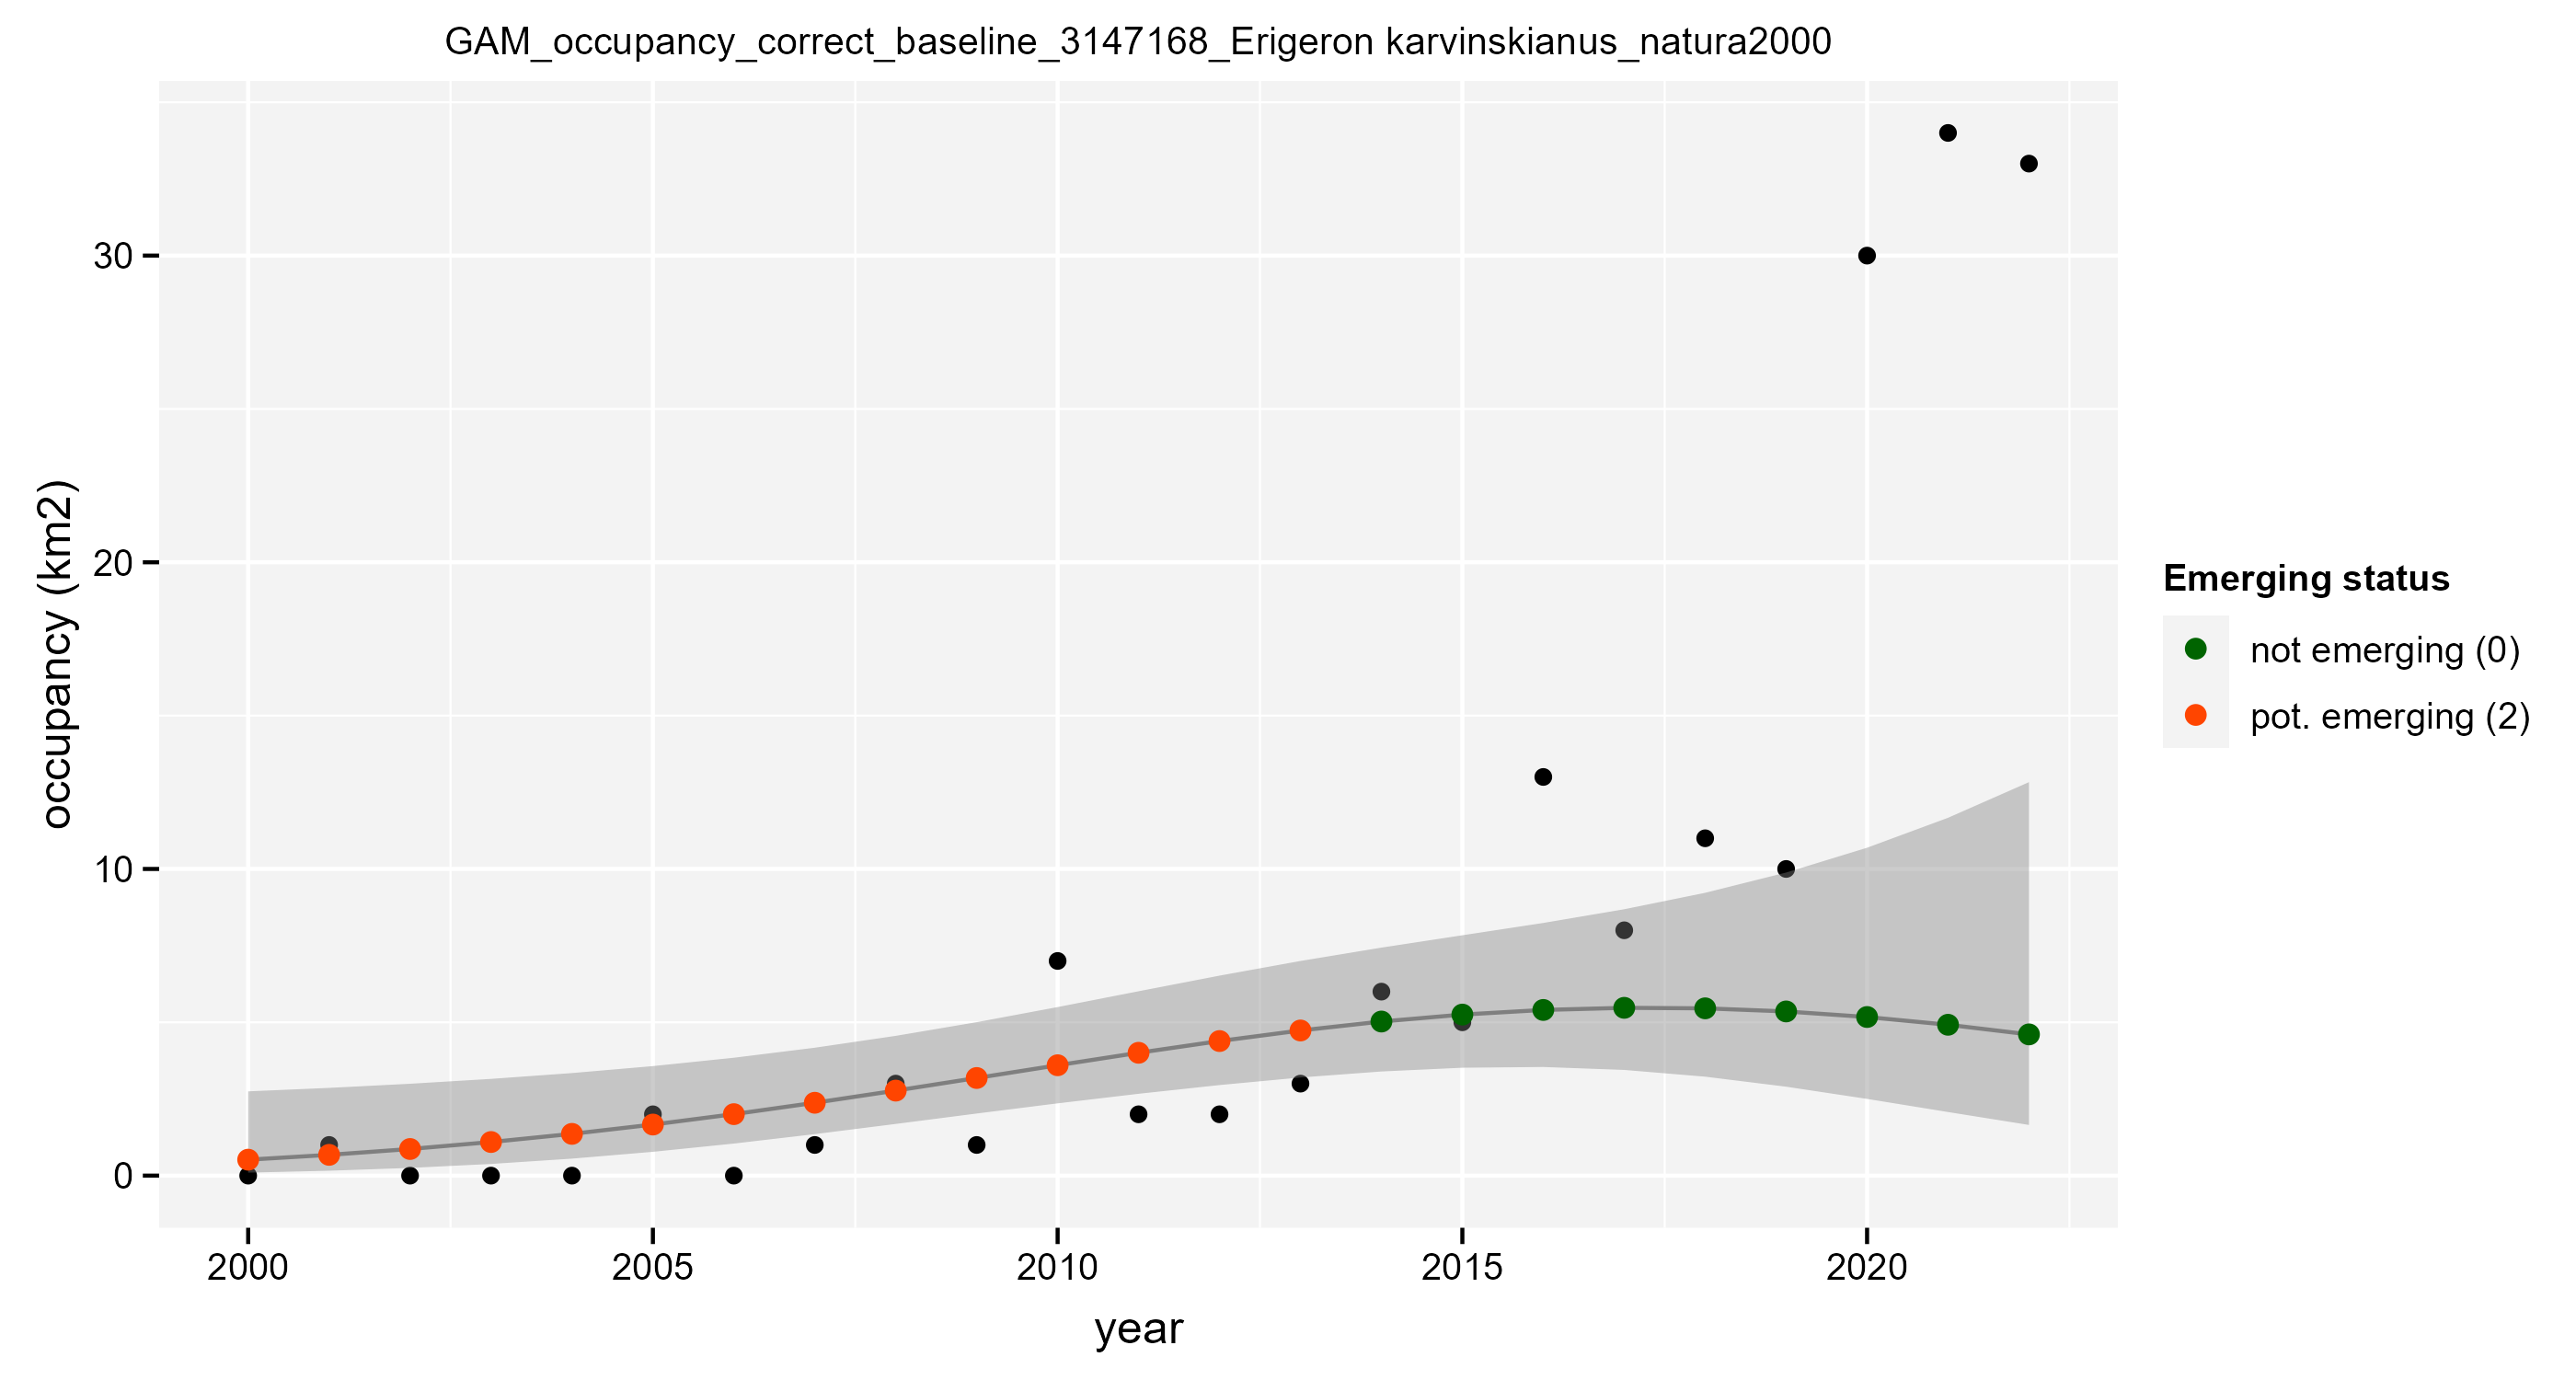 GAM_occupancy_correct_baseline_3147168_Erigeron karvinskianus_natura2000
occupancy (km2)
30
20
10
0
2000 2005 2010 2015 2020
year
Emerging status
not emerging (0)
pot. emerging (2)